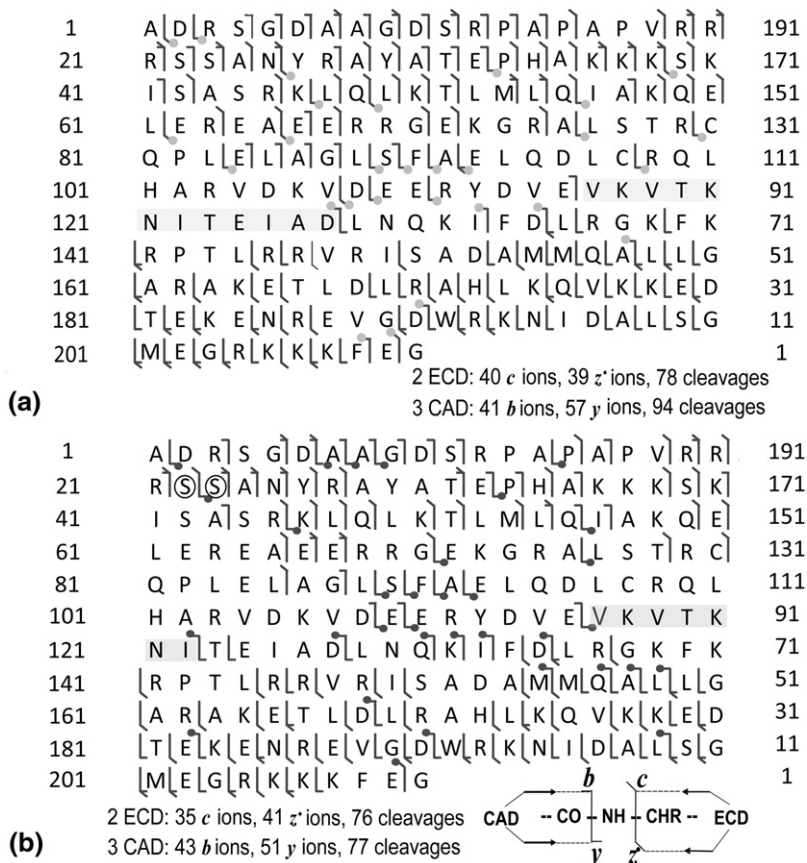 1 A D R S G D A A G D S R P A P A P V R R 191
21 R S S A N Y R A Y A T E P H A K K K S K 171
41 I S A S R K L Q L K T L M L Q I A K Q E 151
61 L E R E A E E R R G E K G R A L S T R C 131
81 Q P L E L A G L S F A E L Q D L C R Q L 111
101 H A R V D K V D E E R Y D V E V K V T K 91
121 N I T E I A D L N Q K I F D L R G K F K 71
141 R P T L R R V R I S A D A M M Q A L L G 51
161 A R A K E T L D L R A H L K Q V K K E D 31
181 T E K E N R E V G D W R K N I D A L S G 11
201 M E G R K K K F E G 1
2 ECD: 40 c ions, 39 z• ions, 78 cleavages
(a) 3 CAD: 41 b ions, 57 y ions, 94 cleavages
1 A D R S G D A A G D S R P A P A P V R R 191
21 R S S A N Y R A Y A T E P H A K K K S K 171
41 I S A S R K L Q L K T L M L Q I A K Q E 151
61 L E R E A E E R R G E K G R A L S T R C 131
81 Q P L E L A G L S F A E L Q D L C R Q L 111
101 H A R V D K V D E E R Y D V E V K V T K 91
121 N I T E I A D L N Q K I F D L R G K F K 71
141 R P T L R R V R I S A D A M M Q A L L G 51
161 A R A K E T L D L R A H L K Q V K K E D 31
181 T E K E N R E V G D W R K N I D A L S G 11
201 M E G R K K K F E G 1
2 ECD: 35 c ions, 41 z• ions, 76 cleavages
(b) 3 CAD: 43 b ions, 51 y ions, 77 cleavages
b c
CAD -- CO - NH - CHR -- ECD
y z•